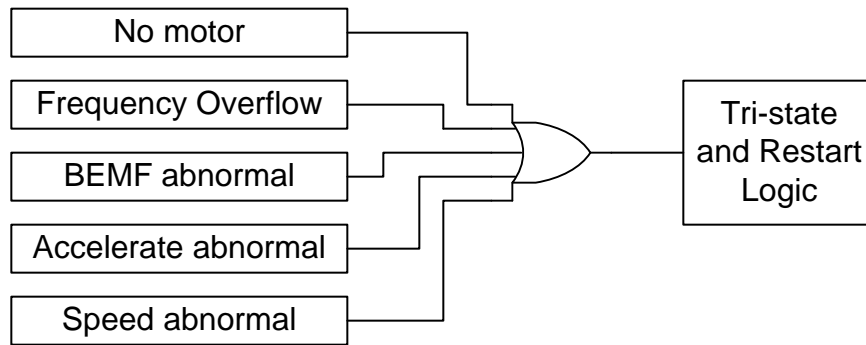 No motor
Frequency Overflow
BEMF abnormal
Accelerate abnormal
Speed abnormal
Tri-state
and Restart
Logic